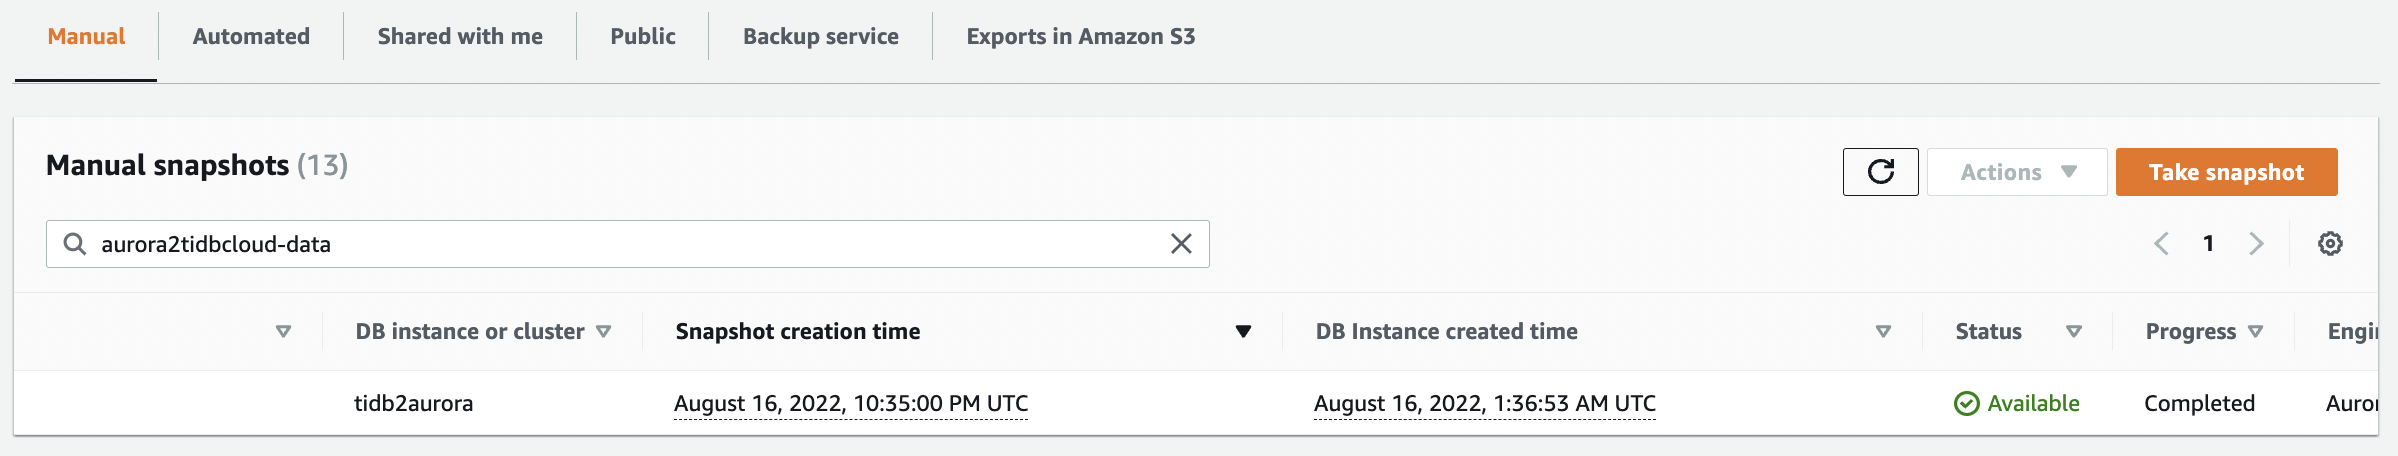 Manual Automated Shared with me Public Backup service Exports in Amazon S3
Manual snapshots (13)
Actions Take snapshot
aurora2tidbcloud-data
1
DB instance or cluster Snapshot creation time DB Instance created time Status Progress Engi
tidb2aurora August 16, 2022, 10:35:00 PM UTC August 16, 2022, 1:36:53 AM UTC Available Completed Auro